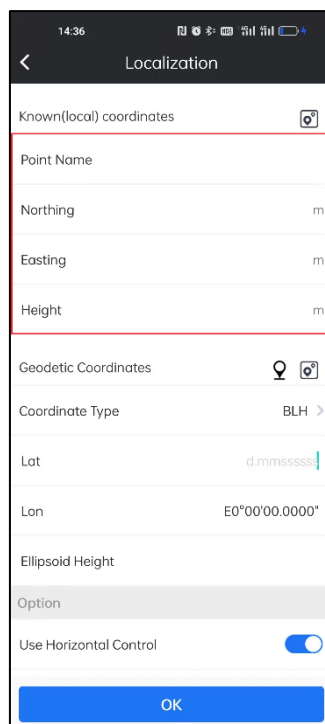 14:36
Localization
Known(local) coordinates
Point Name
Northing m
Easting m
Height m
Geodetic Coordinates
Coordinate Type BLH >
Lat d.mmssssss
Lon E0°00'00.0000"
Ellipsoid Height
Option
Use Horizontal Control
OK